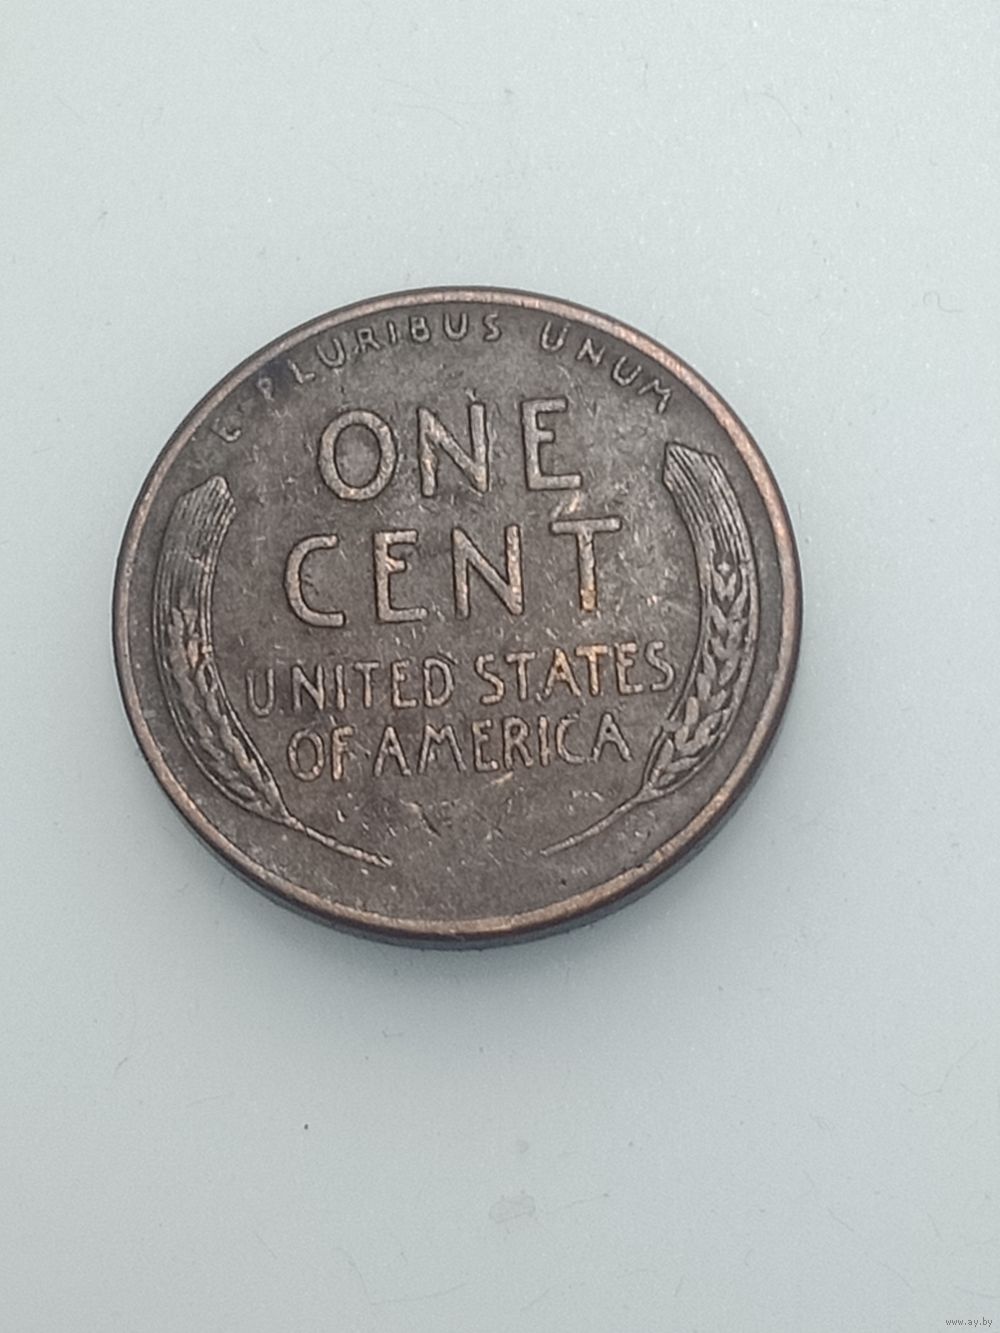 E PLURIBUS UNUM
ONE
CENT
UNITED STATES
OF AMERICA
www.ay.by